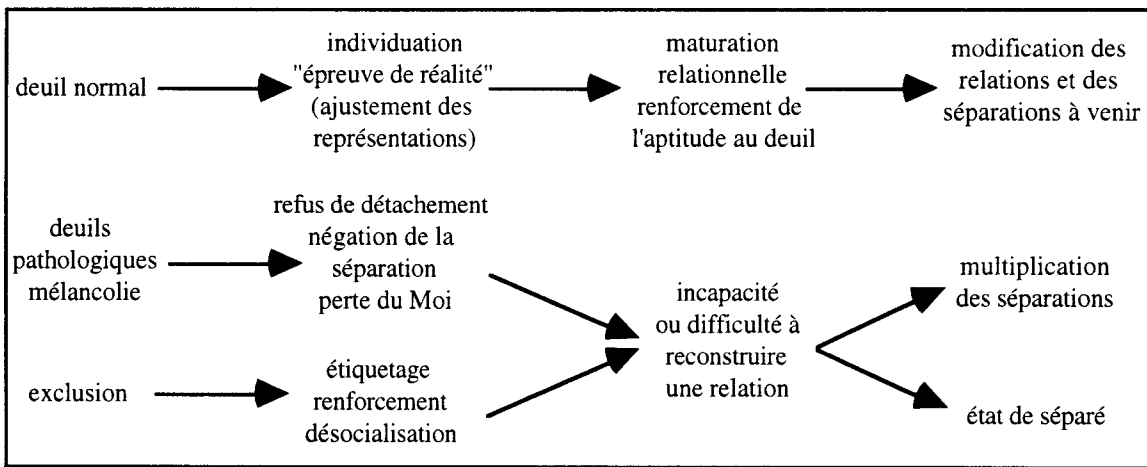 deuil normal
individuation
"épreuve de réalité"
(ajustement des
représentations)
maturation
relationnelle
renforcement de
l'aptitude au deuil
modification des
relations et des
séparations à venir
deuils
pathologiques
mélancolie
refus de détachement
négation de la
séparation
perte du Moi
exclusion
étiquetage
renforcement
désocialisation
incapacité
ou difficulté à
reconstruire
une relation
multiplication
des séparations
état de séparé